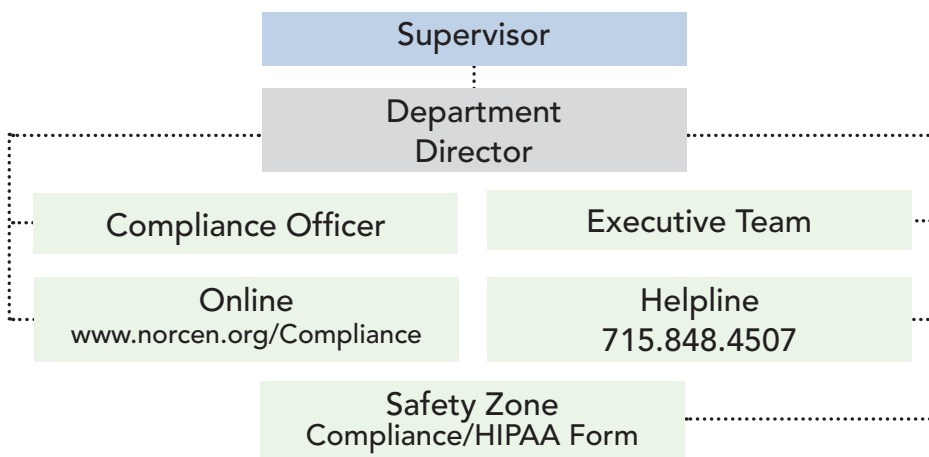 Supervisor
Department
Director
Compliance Officer
Executive Team
Online
www.norcen.org/Compliance
Helpline
715.848.4507
Safety Zone
Compliance/HIPAA Form